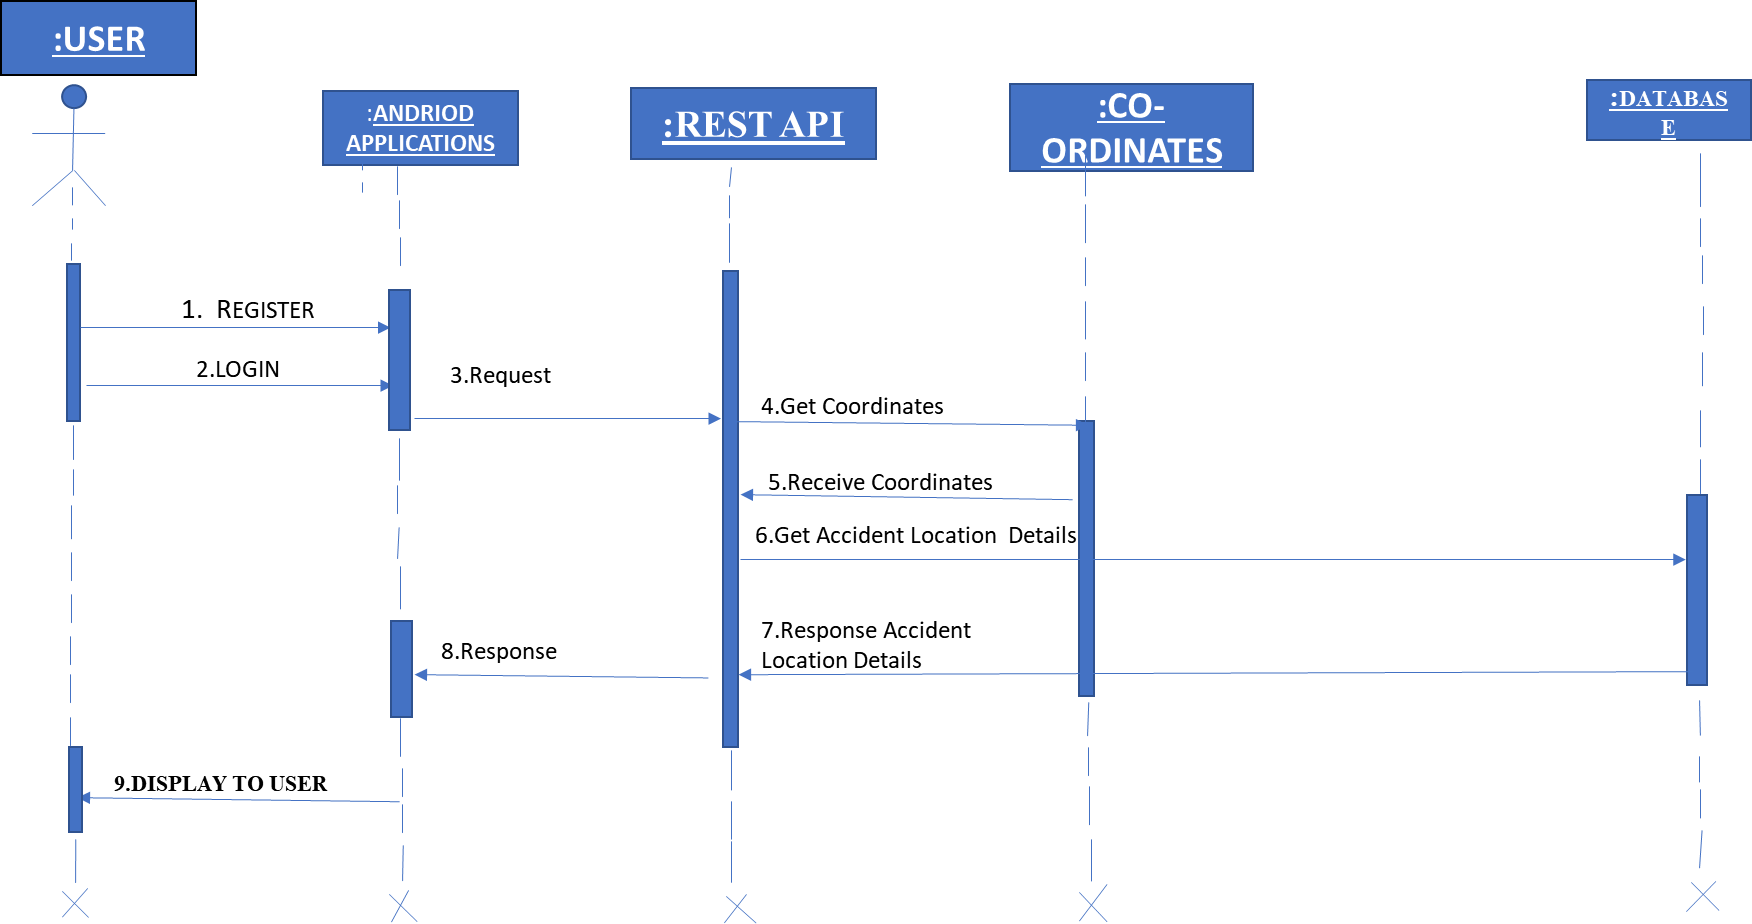 :USER
:ANDRIOD
APPLICATIONS
:REST API
:CO-
ORDINATES
:DATABAS
E
1. REGISTER
2.LOGIN
3.Request
4.Get Coordinates
5.Receive Coordinates
6.Get Accident Location  Details
7.Response Accident
Location Details
8.Response
9.DISPLAY TO USER